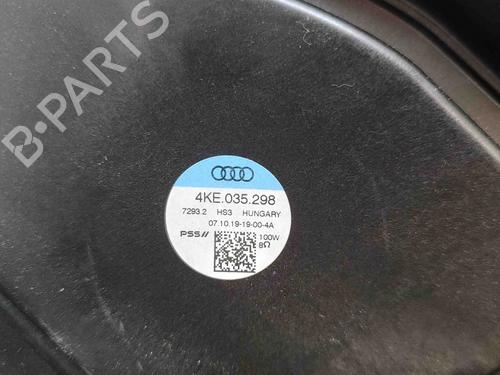 B-PARTS
4KE.035.298
7293.2 HS3 HUNGARY
07.10.19-19-00-4A
PSS//
100W
8Ω